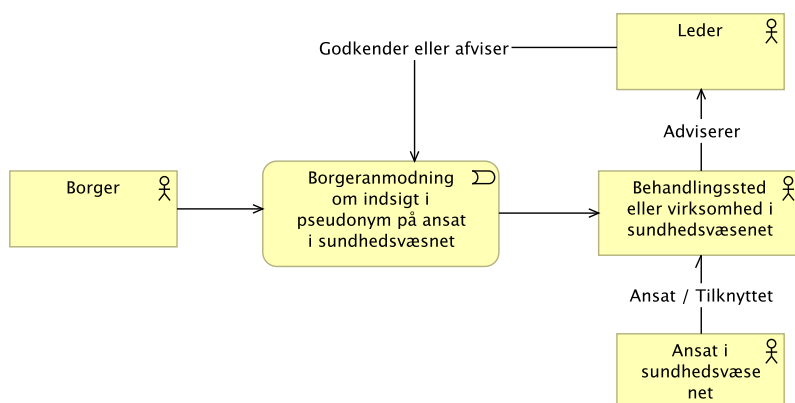 Leder
Godkender eller afviser
Adviserer
Borger
Borgeranmodning
om indsigt i
pseudonym på ansat
i sundhedsvæsnet
Behandlingssted
eller virksomhed i
sundhedsvæsenet
Ansat / Tilknyttet
Ansat i
sundhedsvæse
net